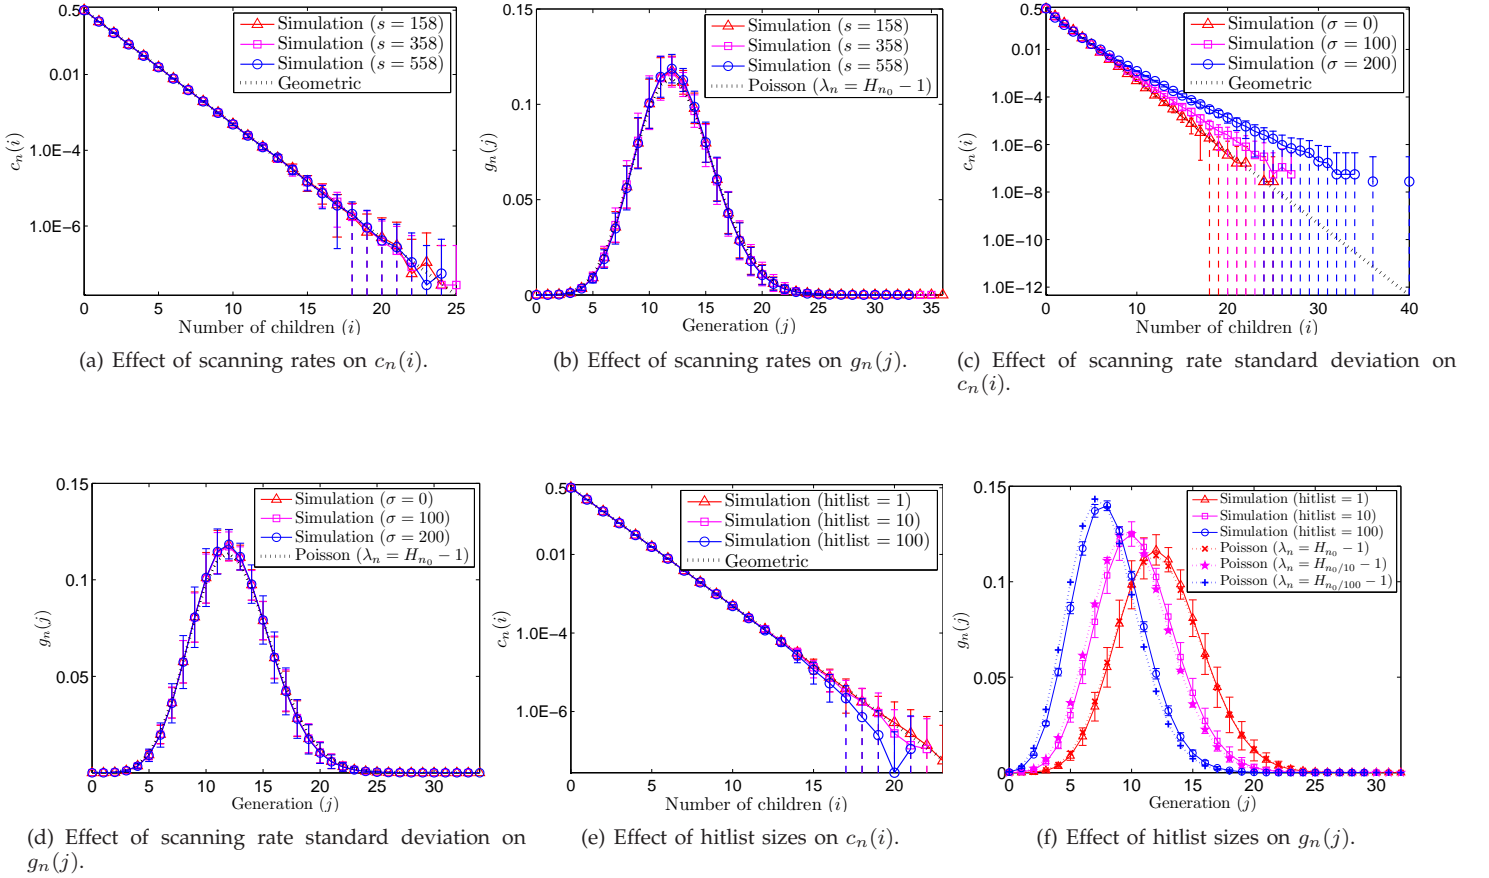 0.5
0.01
1.0E−4
1.0E−6
c_n(i)
Simulation (s = 158)
Simulation (s = 358)
Simulation (s = 558)
Geometric
0 5 10 15 20 25
Number of children (i)
(a) Effect of scanning rates on c_n(i).
0.15
0.1
0.05
0
g_n(j)
Simulation (s = 158)
Simulation (s = 358)
Simulation (s = 558)
Poisson (λ_n = H_{n_0} − 1)
0 5 10 15 20 25 30 35
Generation (j)
(b) Effect of scanning rates on g_n(j).
0.5
0.01
1.0E−4
1.0E−6
1.0E−8
1.0E−10
1.0E−12
c_n(i)
Simulation (σ = 0)
Simulation (σ = 100)
Simulation (σ = 200)
Geometric
0 10 20 30 40
Number of children (i)
(c) Effect of scanning rate standard deviation on
c_n(i).
0.15
0.1
0.05
0
g_n(j)
Simulation (σ = 0)
Simulation (σ = 100)
Simulation (σ = 200)
Poisson (λ_n = H_{n_0} − 1)
0 5 10 15 20 25 30
Generation (j)
(d) Effect of scanning rate standard deviation on
g_n(j).
0.5
0.01
1.0E−4
1.0E−6
c_n(i)
Simulation (hitlist = 1)
Simulation (hitlist = 10)
Simulation (hitlist = 100)
Geometric
0 5 10 15 20
Number of children (i)
(e) Effect of hitlist sizes on c_n(i).
0.15
0.1
0.05
0
g_n(j)
Simulation (hitlist = 1)
Simulation (hitlist = 10)
Simulation (hitlist = 100)
Poisson (λ_n = H_{n_0} − 1)
Poisson (λ_n = H_{n_0/10} − 1)
Poisson (λ_n = H_{n_0/100} − 1)
0 5 10 15 20 25 30
Generation (j)
(f) Effect of hitlist sizes on g_n(j).